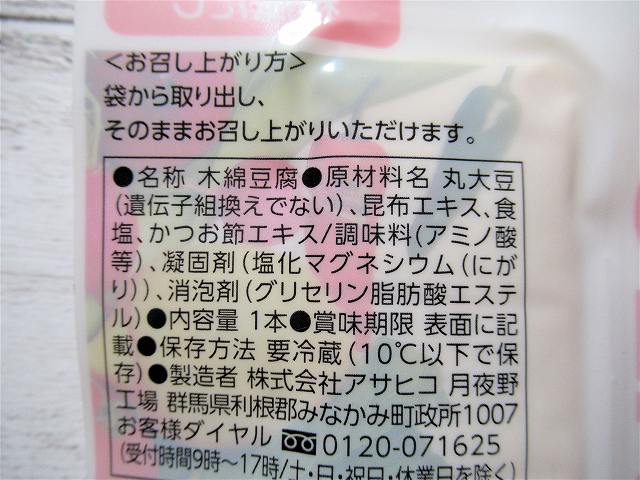 <お召し上がり方>
袋から取り出し、
そのままお召し上がりいただけます。
●名称 木綿豆腐●原材料名 丸大豆
(遺伝子組換えでない)、昆布エキス、食
塩、かつお節エキス/調味料(アミノ酸
等)、凝固剤(塩化マグネシウム(にが
り))、消泡剤(グリセリン脂肪酸エステ
ル)●内容量 1本●賞味期限 表面に記
載●保存方法 要冷蔵(10℃以下で保
存)●製造者 株式会社アサヒコ 月夜野
工場 群馬県利根郡みなかみ町政所1007
お客様ダイヤル 0120-071625
(受付時間9時～17時/土・日・祝日・休業日を除く)